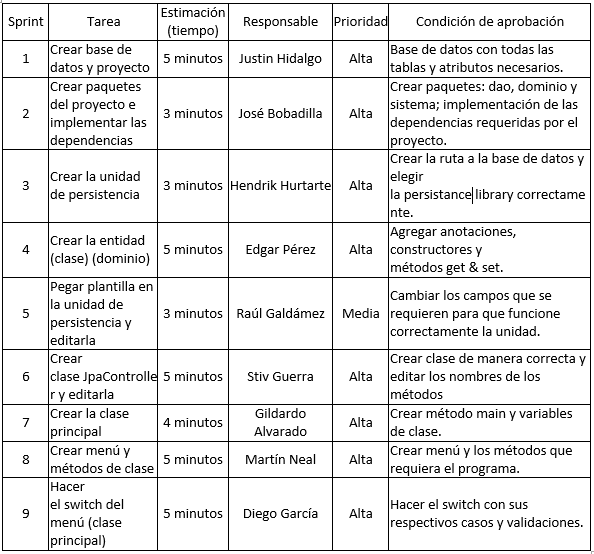 Sprint Tarea Estimación (tiempo) Responsable Prioridad Condición de aprobación
1 Crear base de datos y proyecto 5 minutos Justin Hidalgo Alta Base de datos con todas las tablas y atributos necesarios.
2 Crear paquetes del proyecto e implementar las dependencias 3 minutos José Bobadilla Alta Crear paquetes: dao, dominio y sistema; implementación de las dependencias requeridas por el proyecto.
3 Crear la unidad de persistencia 3 minutos Hendrik Hurtarte Alta Crear la ruta a la base de datos y elegir la persistance library correctamente.
4 Crear la entidad (clase) (dominio) 5 minutos Edgar Pérez Alta Agregar anotaciones, constructores y métodos get & set.
5 Pegar plantilla en la unidad de persistencia y editarla 3 minutos Raúl Galdámez Media Cambiar los campos que se requieren para que funcione correctamente la unidad.
6 Crear clase JpaController y editarla 5 minutos Stiv Guerra Alta Crear clase de manera correcta y editar los nombres de los métodos
7 Crear la clase principal 4 minutos Gildardo Alvarado Alta Crear método main y variables de clase.
8 Crear menú y métodos de clase 5 minutos Martín Neal Alta Crear menú y los métodos que requiera el programa.
9 Hacer el switch del menú (clase principal) 5 minutos Diego García Alta Hacer el switch con sus respectivos casos y validaciones.